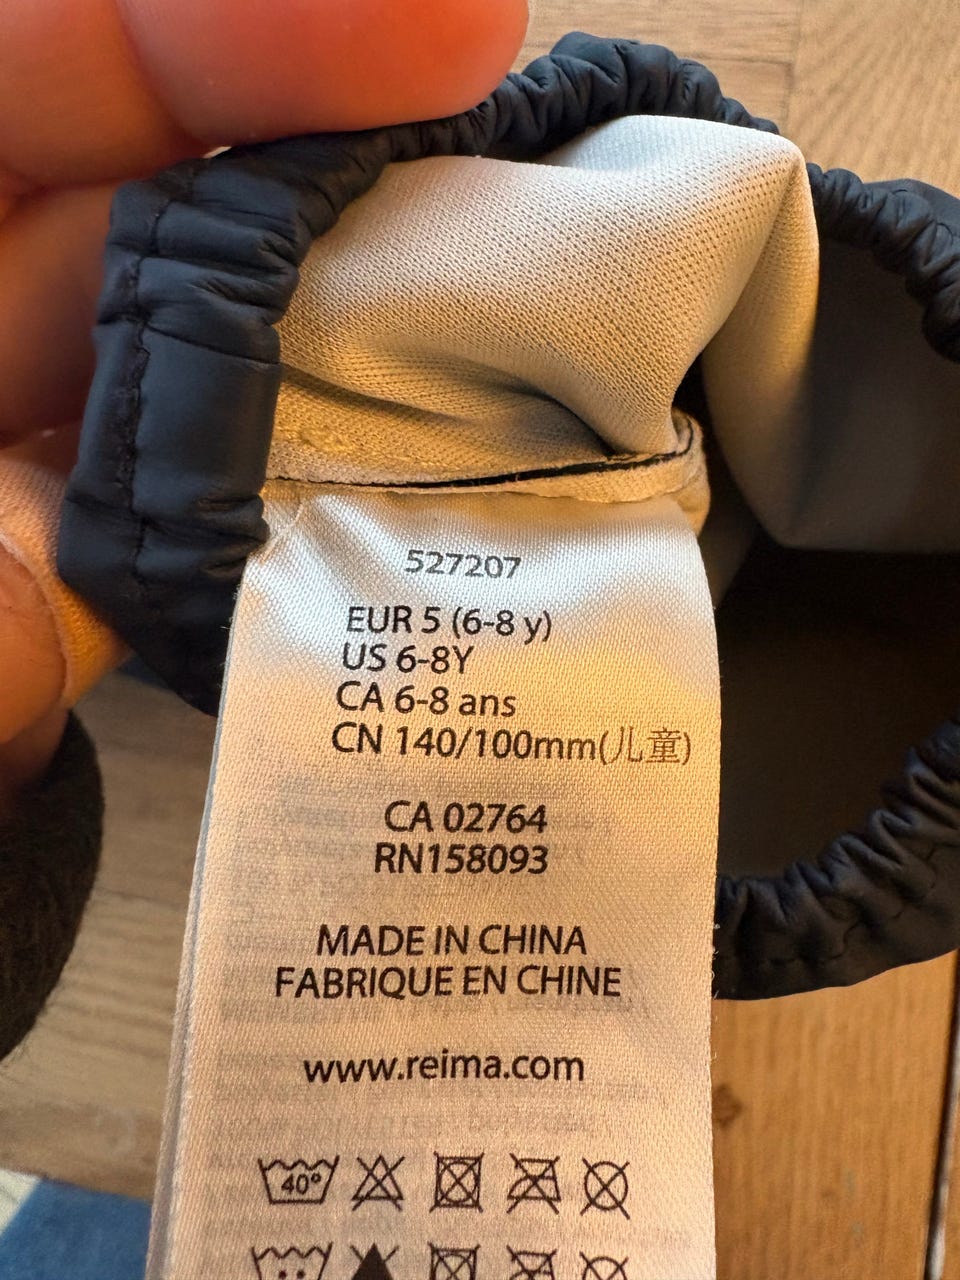 527207
EUR 5 (6-8 y)
US 6-8Y
CA 6-8 ans
CN 140/100mm(儿童)
CA 02764
RN158093
MADE IN CHINA
FABRIQUE EN CHINE
www.reima.com
40°